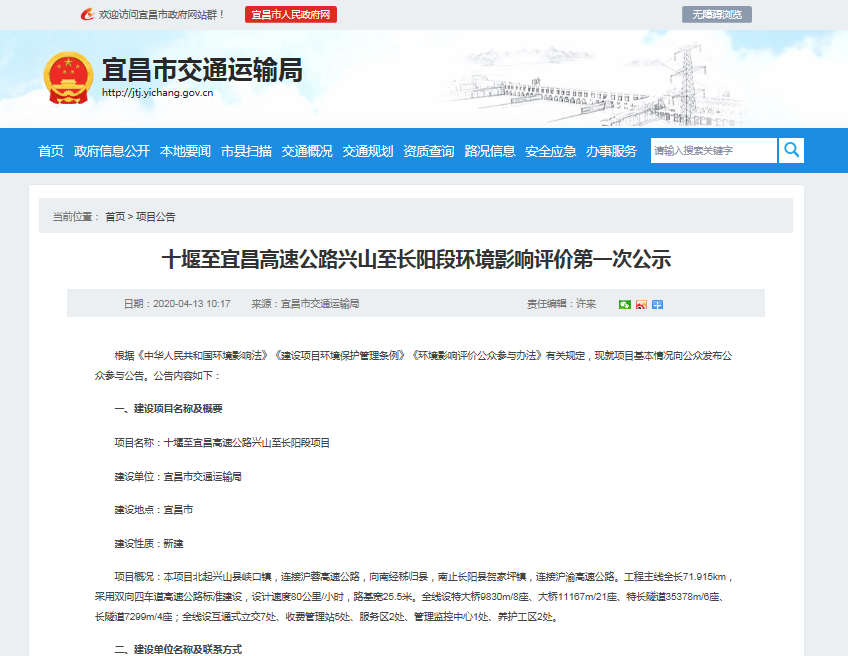 欢迎访问宜昌市政府网站群！ 宜昌市人民政府网 无障碍浏览
宜昌市交通运输局
http://jtj.yichang.gov.cn
首页 政府信息公开 本地要闻 市县扫描 交通概况 交通规划 资质查询 路况信息 安全应急 办事服务 请输入搜索关键字
当前位置： 首页 > 项目公告
十堰至宜昌高速公路兴山至长阳段环境影响评价第一次公示
日期：2020-04-13 10:17 来源：宜昌市交通运输局 责任编辑：许来
根据《中华人民共和国环境影响法》《建设项目环境保护管理条例》《环境影响评价公众参与办法》有关规定，现就项目基本情况向公众发布公
众参与公告。公告内容如下：
一、建设项目名称及概要
项目名称：十堰至宜昌高速公路兴山至长阳段项目
建设单位：宜昌市交通运输局
建设地点：宜昌市
建设性质：新建
项目概况：本项目北起兴山县峡口镇，连接沪蓉高速公路，向南经秭归县，南止长阳县贺家坪镇，连接沪渝高速公路。工程主线全长71.915km，
采用双向四车道高速公路标准建设，设计速度80公里/小时，路基宽25.5米。全线设特大桥9830m/8座、大桥11167m/21座、特长隧道35378m/6座、
长隧道7299m/4座；全线设互通式立交7处、收费管理站5处、服务区2处、管理监控中心1处、养护工区2处。
二、建设单位名称及联系方式